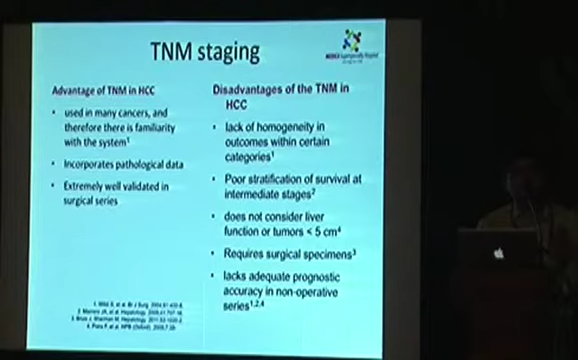 TNM staging
Advantage of TNM in HCC
• used in many cancers, and
therefore there is familiarity
with the system¹
• Incorporates pathological data
• Extremely well validated in
surgical series
Disadvantages of the TNM in
HCC
• lack of homogeneity in
outcomes within certain
categories¹
• Poor stratification of survival at
intermediate stages²
• does not consider liver
function or tumors < 5 cm⁴
• Requires surgical specimens³
• lacks adequate prognostic
accuracy in non-operative
series¹,²,⁴